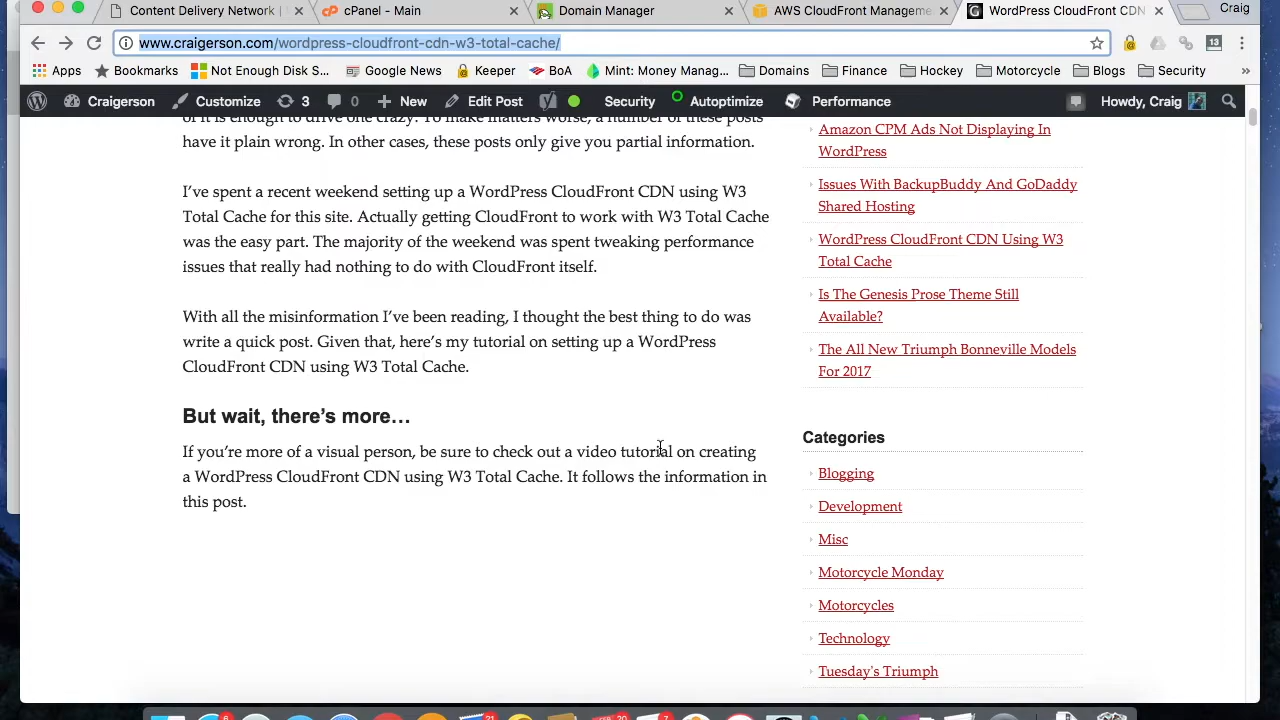 Content Delivery Network |
cPanel - Main
Domain Manager
AWS CloudFront Manageme
WordPress CloudFront CDN
Craig
www.craigerson.com/wordpress-cloudfront-cdn-w3-total-cache/
13
Apps
Bookmarks
Not Enough Disk S...
Google News
Keeper
BoA
Mint: Money Manag...
Domains
Finance
Hockey
Motorcycle
Blogs
Security
»
Craigerson
Customize
3
0
New
Edit Post
Security
Autoptimize
Performance
Howdy, Craig
of it is enough to drive one crazy. To make matters worse, a number of these posts
have it plain wrong. In other cases, these posts only give you partial information.
I've spent a recent weekend setting up a WordPress CloudFront CDN using W3
Total Cache for this site. Actually getting CloudFront to work with W3 Total Cache
was the easy part. The majority of the weekend was spent tweaking performance
issues that really had nothing to do with CloudFront itself.
With all the misinformation I've been reading, I thought the best thing to do was
write a quick post. Given that, here's my tutorial on setting up a WordPress
CloudFront CDN using W3 Total Cache.
But wait, there's more…
If you're more of a visual person, be sure to check out a video tutorial on creating
a WordPress CloudFront CDN using W3 Total Cache. It follows the information in
this post.
Amazon CPM Ads Not Displaying In
WordPress
Issues With BackupBuddy And GoDaddy
Shared Hosting
WordPress CloudFront CDN Using W3
Total Cache
Is The Genesis Prose Theme Still
Available?
The All New Triumph Bonneville Models
For 2017
Categories
Blogging
Development
Misc
Motorcycle Monday
Motorcycles
Technology
Tuesday's Triumph
6
21
20
7